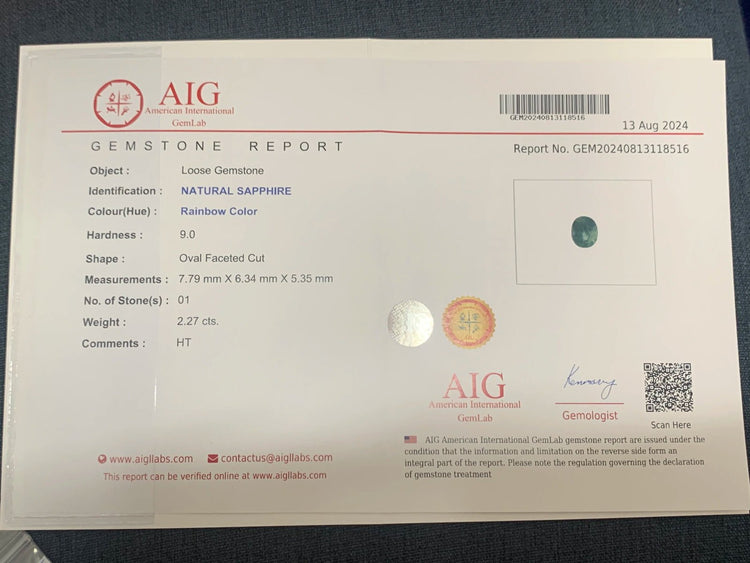 AIG
American International
GemLab
GEM20240813118516
13 Aug 2024
GEMSTONE REPORT
Report No. GEM20240813118516
Object : Loose Gemstone
Identification : NATURAL SAPPHIRE
Colour(Hue) : Rainbow Color
Hardness : 9.0
Shape : Oval Faceted Cut
Measurements : 7.79 mm X 6.34 mm X 5.35 mm
No. of Stone(s) : 01
Weight : 2.27 cts.
Comments : HT
AIG
American International
GemLab
Gemologist
Scan Here
www.aigllabs.com contactus@aigllabs.com
This report can be verified online at www.aigllabs.com
AIG American International GemLab gemstone report are issued under the
condition that the information and limitation on the reverse side form an
integral part of the report. Please note the regulation governing the declaration
of gemstone treatment